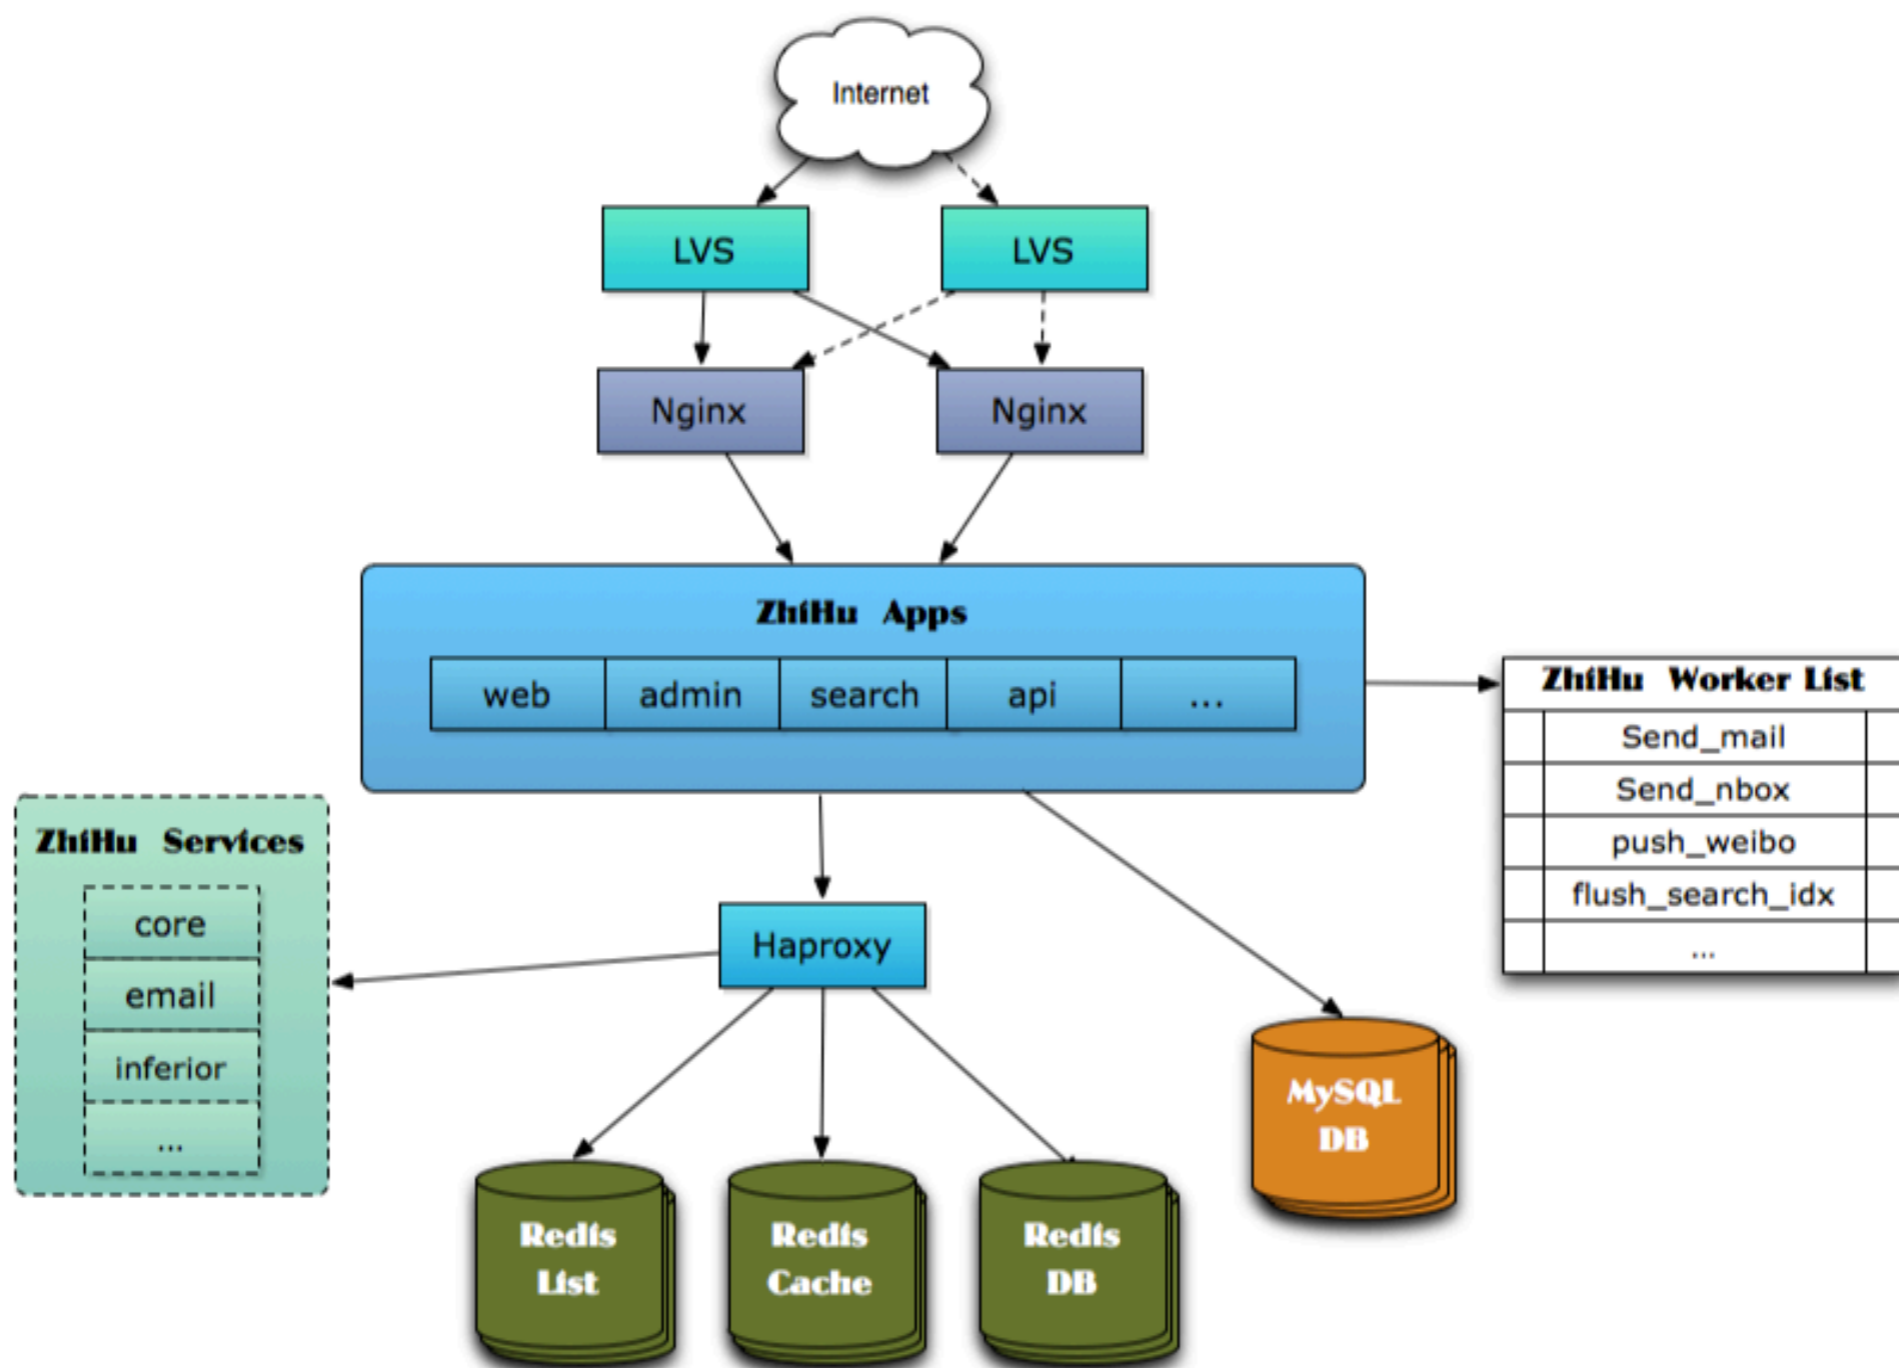 Internet
LVS
LVS
Nginx
Nginx
ZhiHu Apps
web
admin
search
api
...
ZhiHu Worker List
Send_mail
Send_nbox
push_weibo
flush_search_idx
...
ZhiHu Services
core
email
inferior
...
Haproxy
MySQL
DB
Redis
List
Redis
Cache
Redis
DB